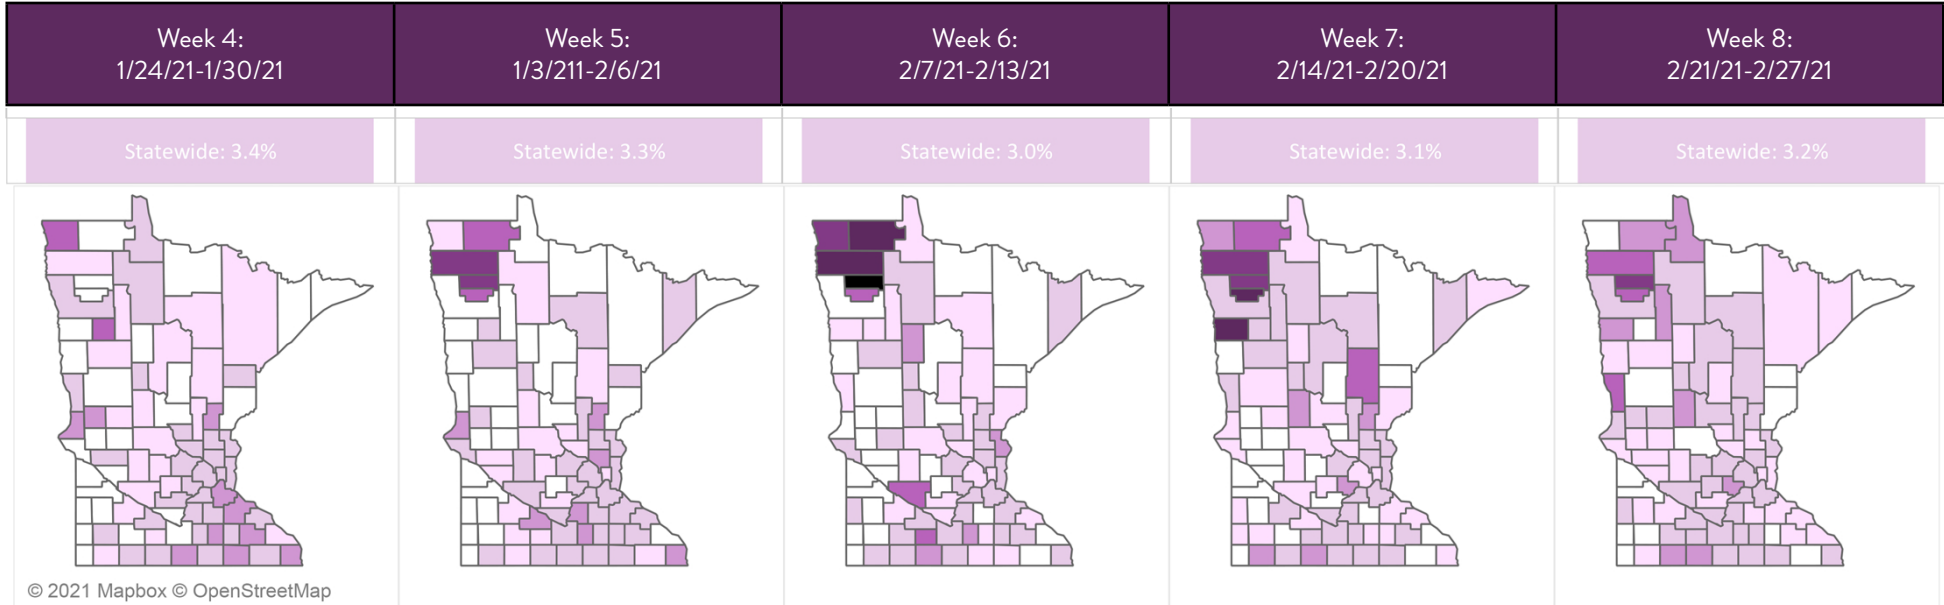 Week 4:
1/24/21-1/30/21
Week 5:
1/3/211-2/6/21
Week 6:
2/7/21-2/13/21
Week 7:
2/14/21-2/20/21
Week 8:
2/21/21-2/27/21
Statewide: 3.4%
Statewide: 3.3%
Statewide: 3.0%
Statewide: 3.1%
Statewide: 3.2%
© 2021 Mapbox © OpenStreetMap